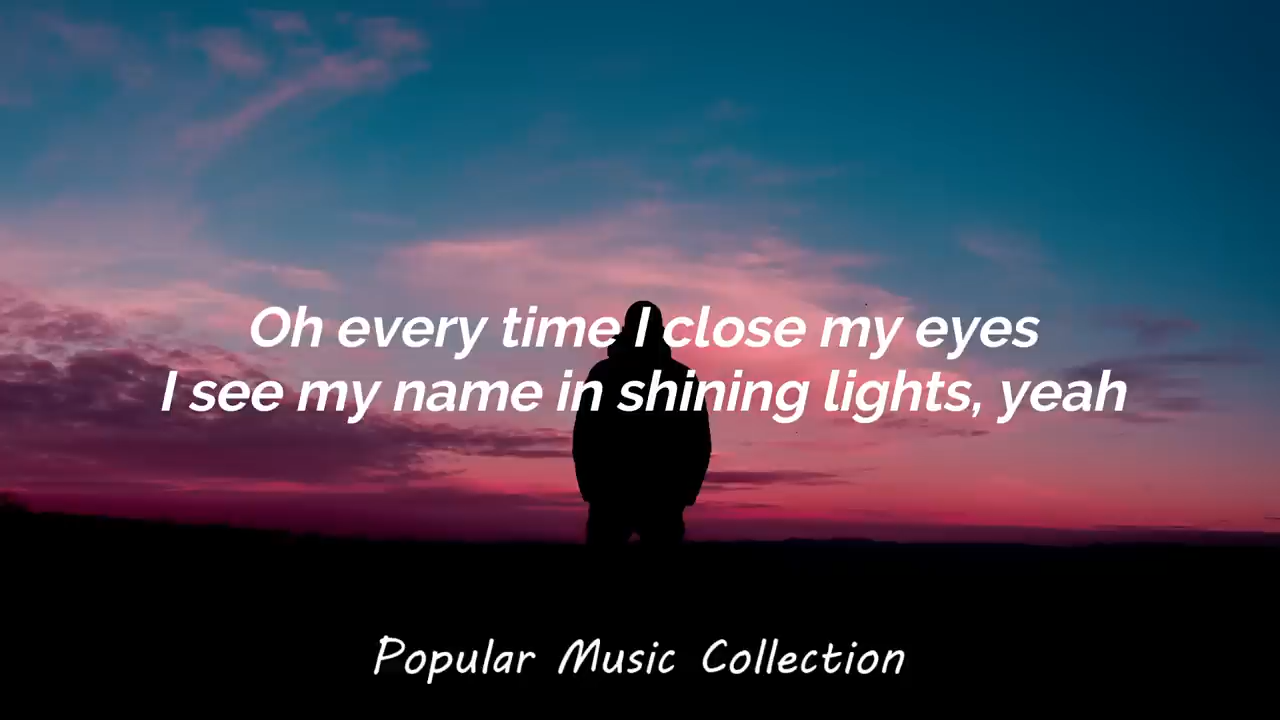 Oh every time I close my eyes
I see my name in shining lights, yeah
Popular Music Collection